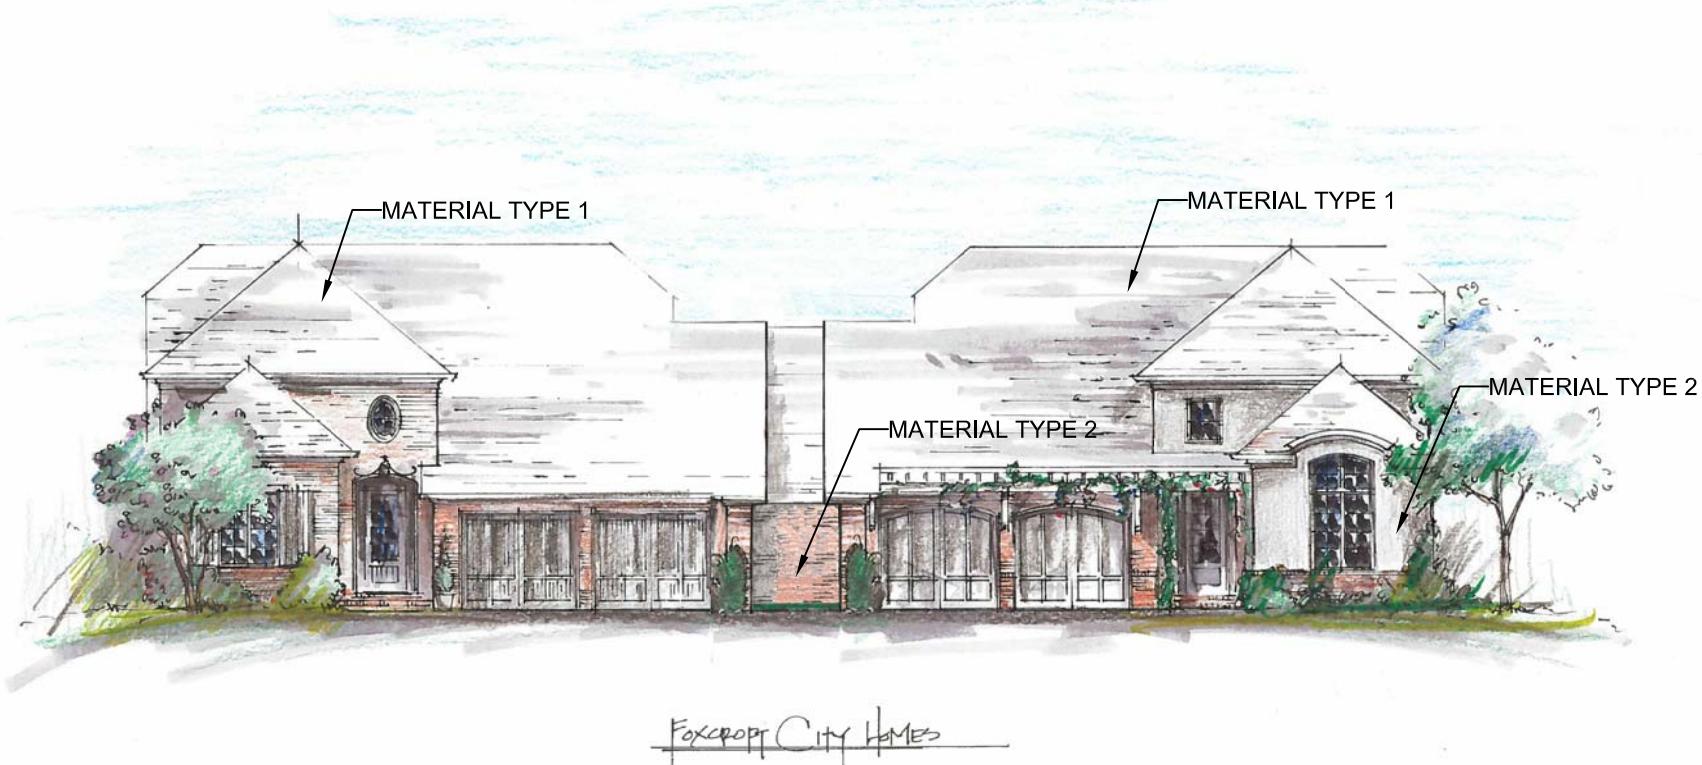 MATERIAL TYPE 1
MATERIAL TYPE 1
MATERIAL TYPE 2
MATERIAL TYPE 2
FOXCROFT CITY HOMES